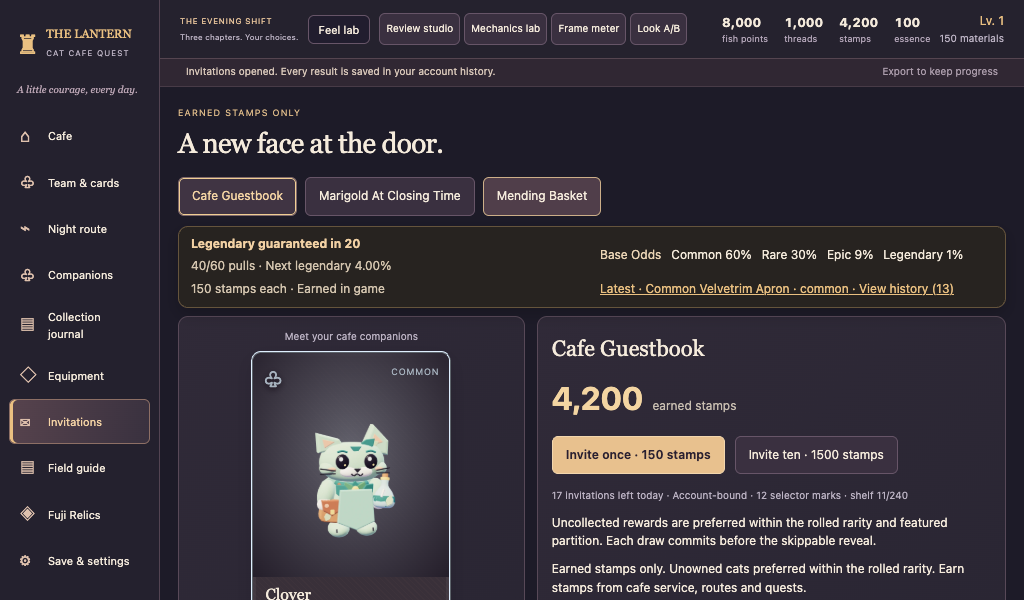 THE LANTERN
CAT CAFE QUEST
A little courage, every day.
Cafe
Team & cards
Night route
Companions
Collection
journal
Equipment
Invitations
Field guide
Fuji Relics
Save & settings
THE EVENING SHIFT
Three chapters. Your choices.
Feel lab
Review studio
Mechanics lab
Frame meter
Look A/B
8,000
fish points
1,000
threads
4,200
stamps
100
essence
Lv. 1
150 materials
Invitations opened. Every result is saved in your account history.
Export to keep progress
EARNED STAMPS ONLY
A new face at the door.
Cafe Guestbook
Marigold At Closing Time
Mending Basket
Legendary guaranteed in 20
40/60 pulls · Next legendary 4.00%
150 stamps each · Earned in game
Base Odds Common 60% Rare 30% Epic 9% Legendary 1%
Latest · Common Velvetrim Apron · common · View history (13)
Meet your cafe companions
COMMON
Clover
Cafe Guestbook
4,200 earned stamps
Invite once · 150 stamps
Invite ten · 1500 stamps
17 invitations left today · Account-bound · 12 selector marks · shelf 11/240
Uncollected rewards are preferred within the rolled rarity and featured
partition. Each draw commits before the skippable reveal.
Earned stamps only. Unowned cats preferred within the rolled rarity. Earn
stamps from cafe service, routes and quests.